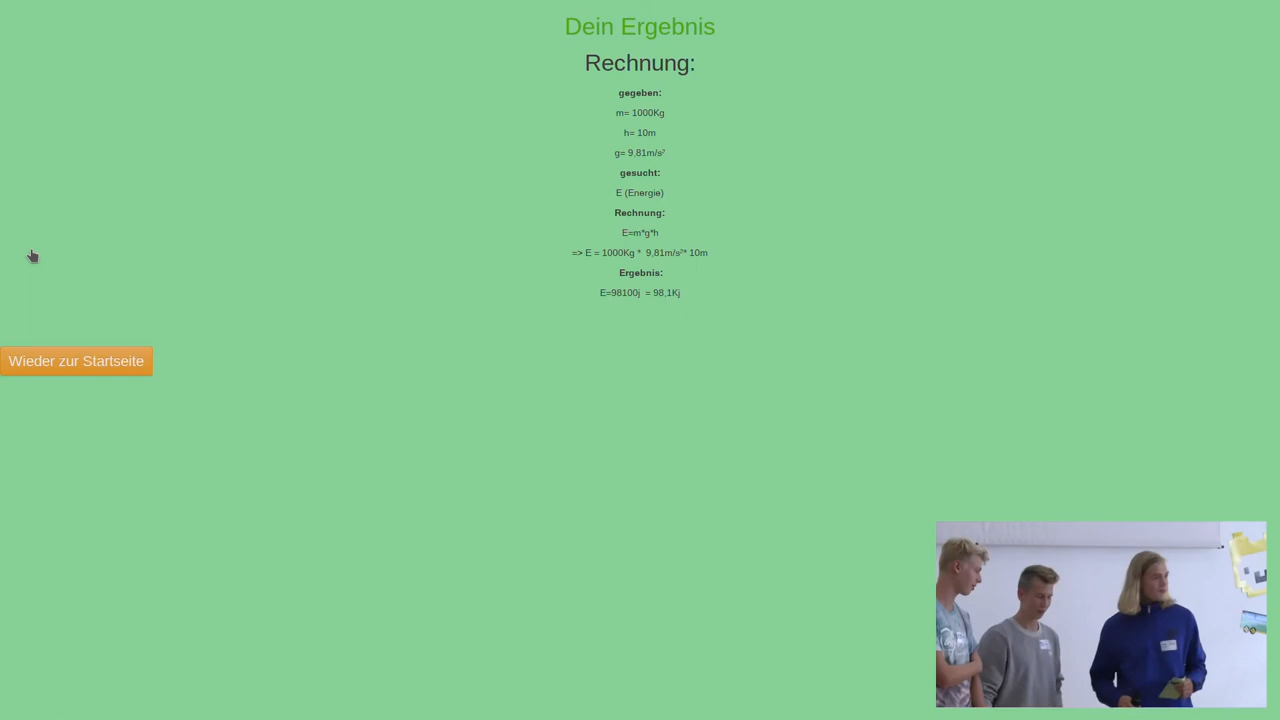 Dein Ergebnis
Rechnung:
gegeben:
m= 1000Kg
h= 10m
g= 9,81m/s²
gesucht:
E (Energie)
Rechnung:
E=m*g*h
=> E = 1000Kg *  9,81m/s²* 10m
Ergebnis:
E=98100j  = 98,1Kj
Wieder zur Startseite